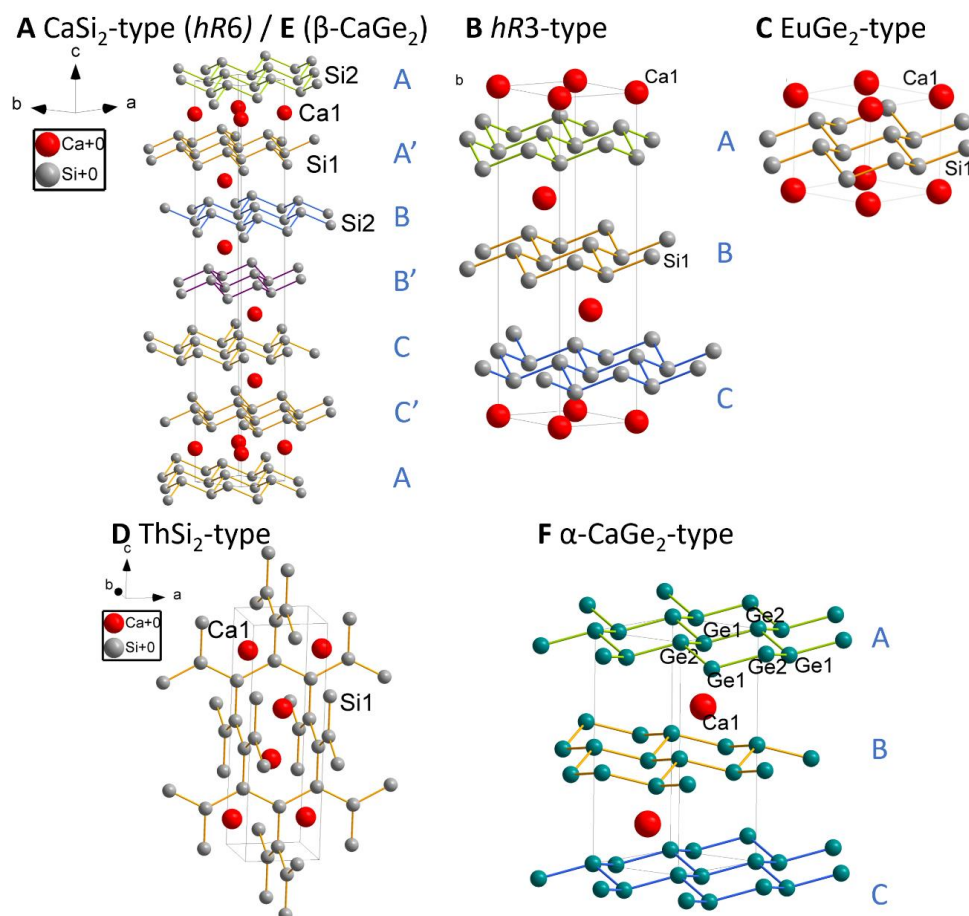 A CaSi₂-type (hR6) / E (β-CaGe₂)
c
b a
Ca+0
Si+0
Si2
Ca1
Si1
Si2
A
A’
B
B’
C
C’
A
B hR3-type
b
Ca1
Si1
A
B
C
C EuGe₂-type
Ca1
Si1
D ThSi₂-type
c
b a
Ca+0
Si+0
Ca1
Si1
F α-CaGe₂-type
Ge2
Ge1
Ge2
Ge2
Ge1
Ge1
Ca1
A
B
C